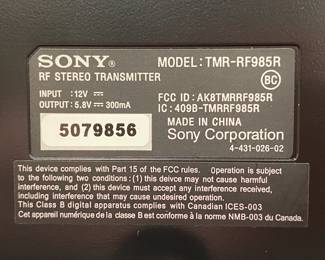 SONY MODEL: TMR-RF985R
RF STEREO TRANSMITTER
BC
INPUT : 12V ⎓
OUTPUT : 5.8V ⎓ 300mA
FCC ID : AK8TMRRF985R
IC : 409B-TMRRF985R
MADE IN CHINA
5079856
Sony Corporation
4-431-026-02
This device complies with Part 15 of the FCC rules. Operation is subject
to the following two conditions : (1) this device may not cause harmful
interference, and (2) this device must accept any interference received,
including interference that may cause undesired operation.
This Class B digital apparatus complies with Canadian ICES-003
Cet appareil numérique de la classe B est conforme à la norme NMB-003 du Canada.